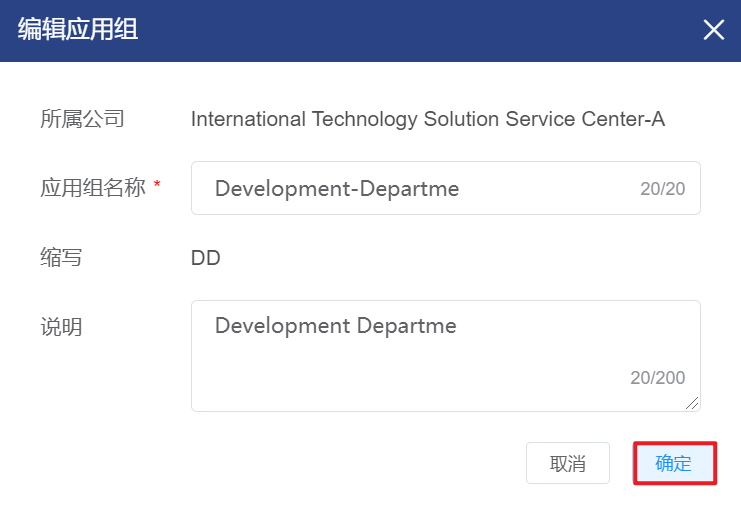 编辑应用组
所属公司 International Technology Solution Service Center-A
应用组名称 * Development-Departme 20/20
缩写 DD
说明 Development Departme
20/200
取消 确定